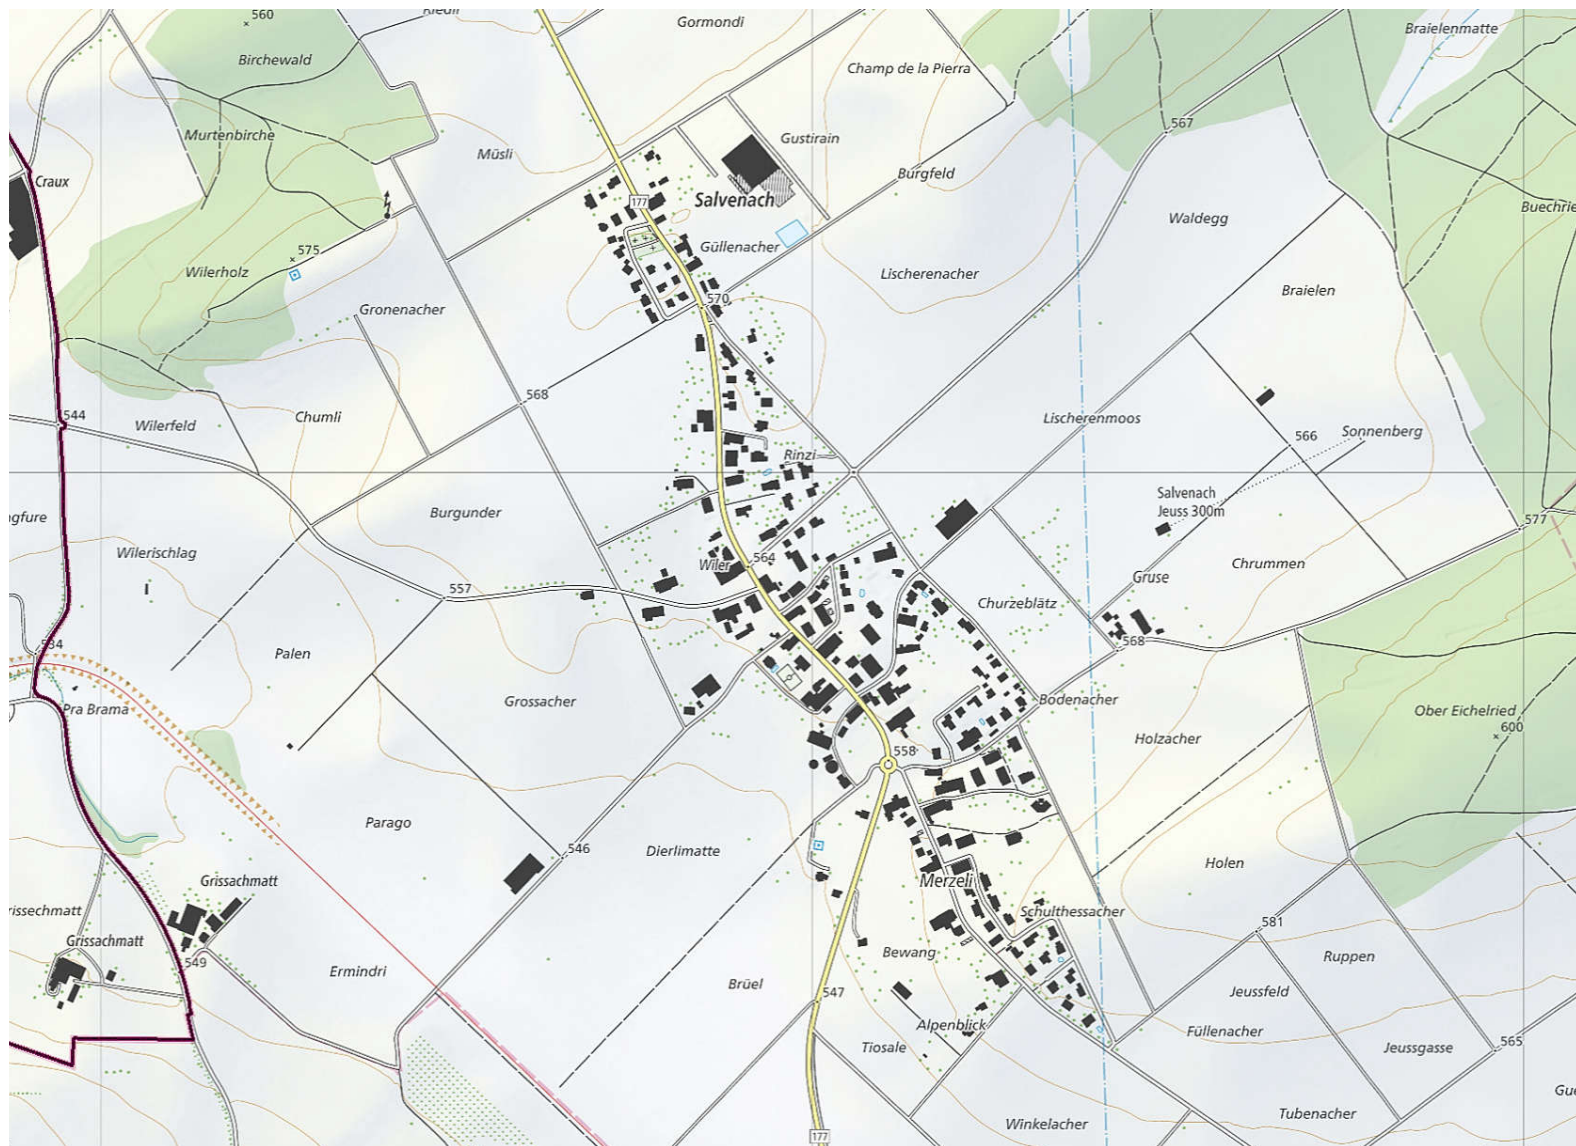 560
Riedli
Gormondi
Braielenmatte
Birchewald
Champ de la Pierra
Murtenbirche
Müsli
Gustirain
567
Craux
Burgfeld
177
Salvenach
Waldegg
Buechrie
575
Güllenacher
Wilerholz
Lischerenacher
Braielen
Gronenacher
570
568
544
Wilerfeld
Chumli
Lischerenmoos
566
Sonnenberg
Rinzi
Salvenach
Jeuss 300m
ngfure
Burgunder
577
Wilerischlag
Wiler
564
Gruse
Chrummen
557
Churzeblätz
534
Palen
568
Pra Brama
Grossacher
Bodenacher
Ober Eichelried
600
Holzacher
558
Parago
546
Dierlimatte
Holen
Grissachmatt
Merzeli
rissechmatt
Schulthessacher
Grissachmatt
581
549
Ermindri
Bewang
Ruppen
Brüel
547
Jeussfeld
Alpenblick
Füllenacher
Tiosale
Jeussgasse
565
Gue
Winkelacher
Tubenacher
177